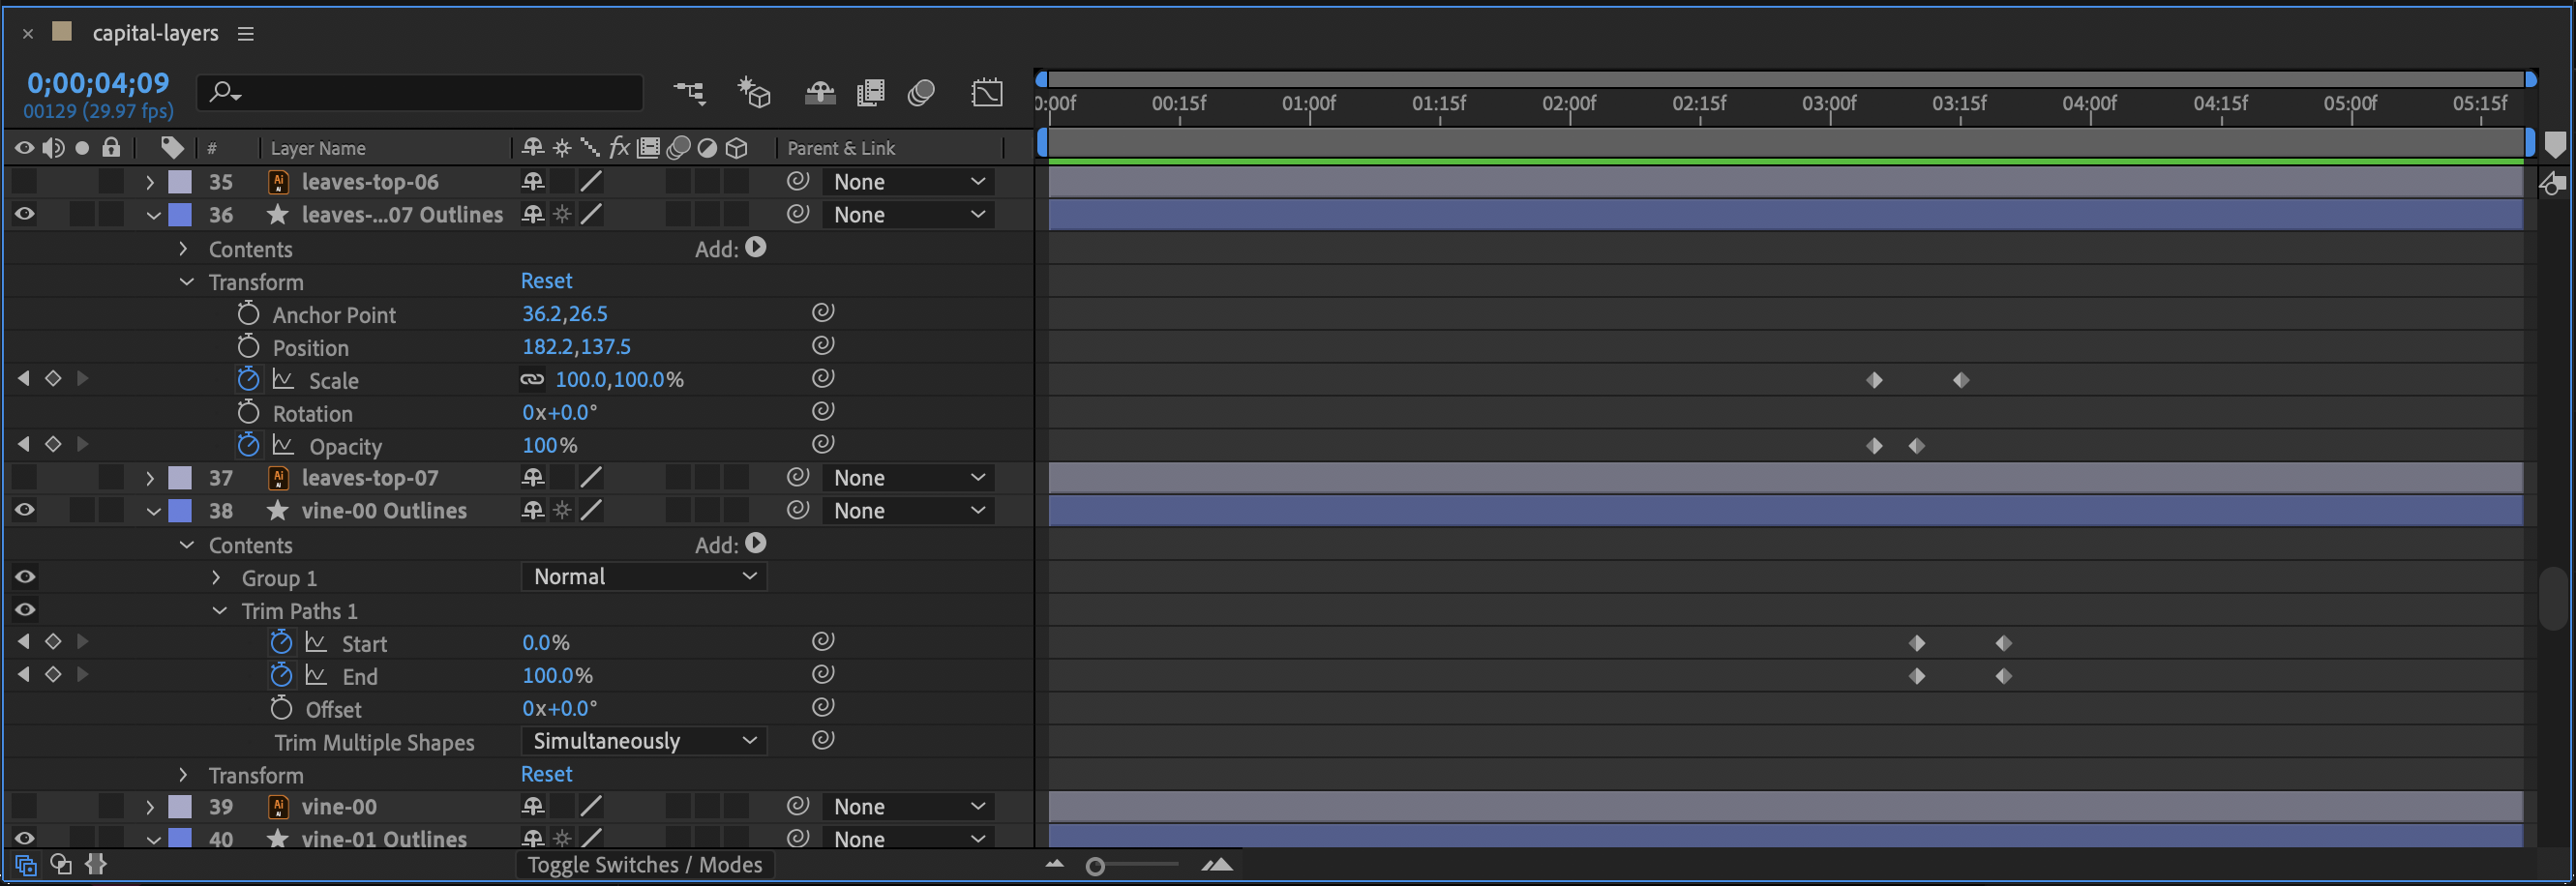 capital-layers
0;00;04;09
00129 (29.97 fps)
0:00f 00:15f 01:00f 01:15f 02:00f 02:15f 03:00f 03:15f 04:00f 04:15f 05:00f 05:15f
# Layer Name fx Parent & Link
35 Ai leaves-top-06 None
36 leaves-...07 Outlines None
Contents Add:
Transform Reset
Anchor Point 36.2,26.5
Position 182.2,137.5
Scale 100.0,100.0%
Rotation 0x+0.0°
Opacity 100%
37 Ai leaves-top-07 None
38 vine-00 Outlines None
Contents Add:
Group 1 Normal
Trim Paths 1
Start 0.0%
End 100.0%
Offset 0x+0.0°
Trim Multiple Shapes Simultaneously
Transform Reset
39 Ai vine-00 None
40 vine-01 Outlines None
Toggle Switches / Modes